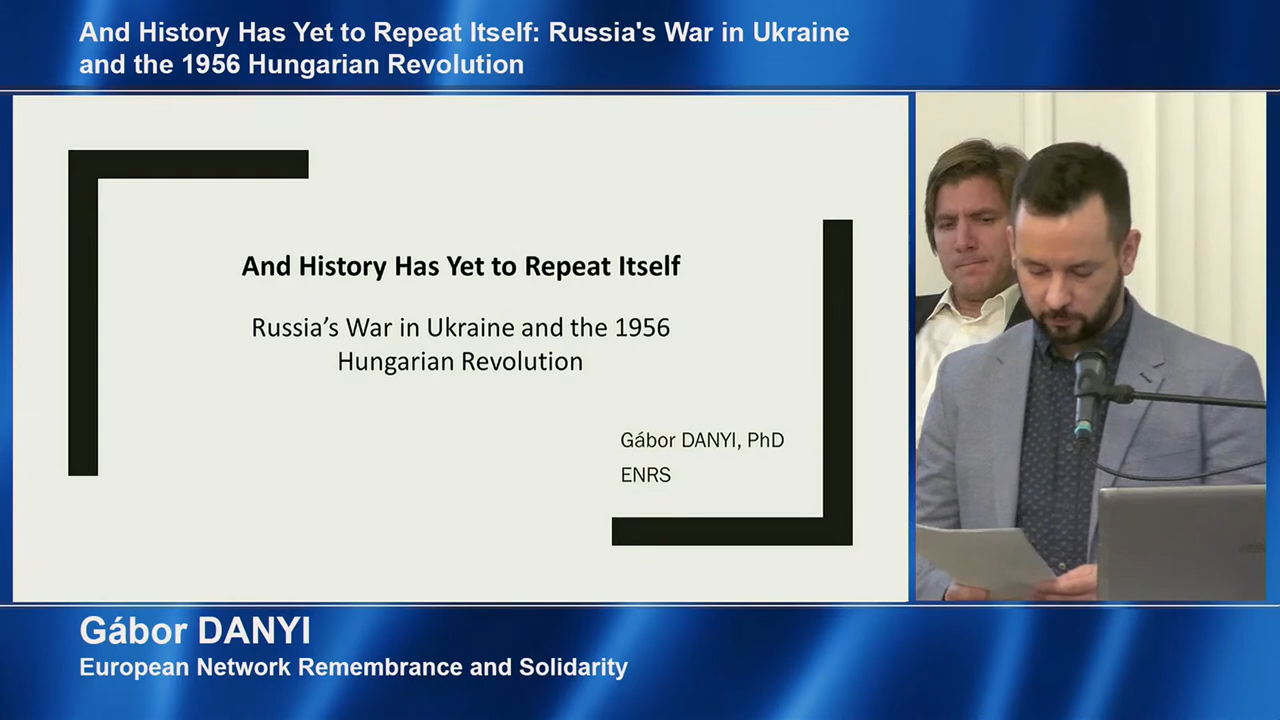 And History Has Yet to Repeat Itself: Russia's War in Ukraine
and the 1956 Hungarian Revolution
And History Has Yet to Repeat Itself
Russia’s War in Ukraine and the 1956
Hungarian Revolution
Gábor DANYI, PhD
ENRS
Gábor DANYI
European Network Remembrance and Solidarity